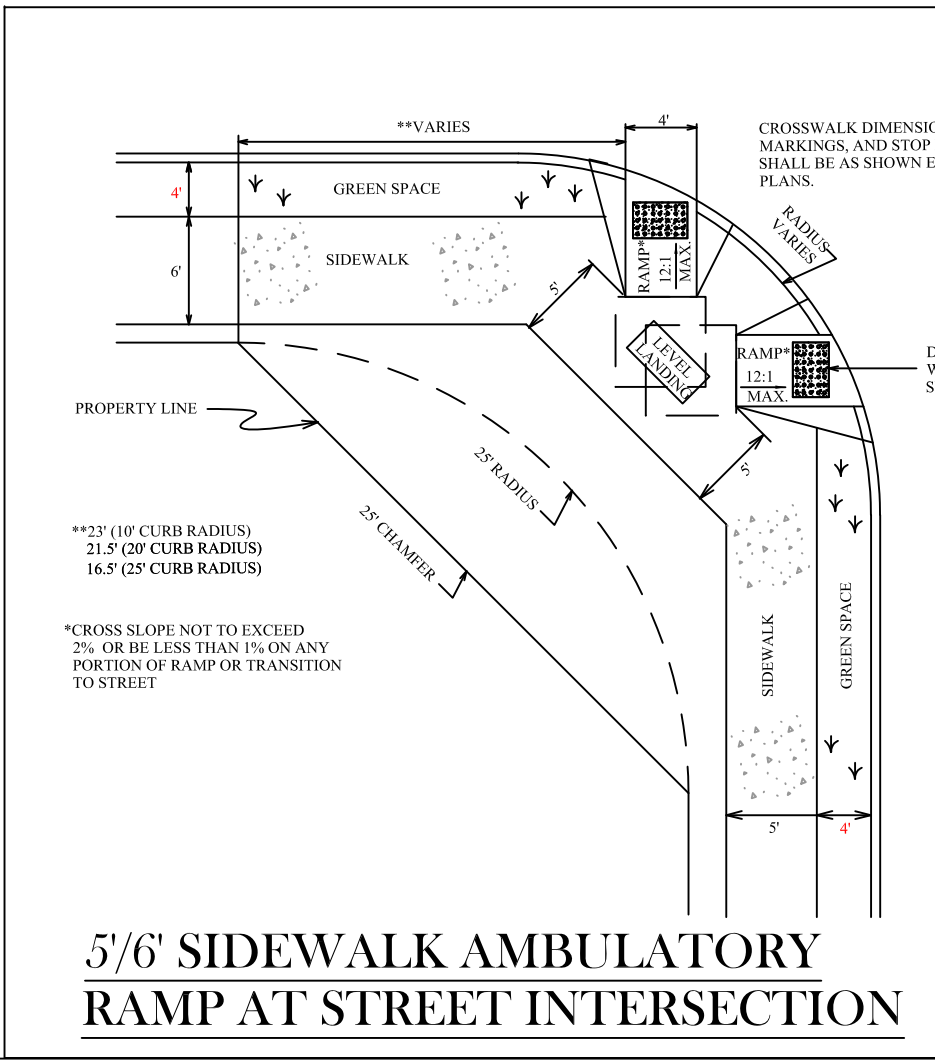 **VARIES
4'
CROSSWALK
MARKINGS, AND STOP
SHALL BE AS SHOWN
PLANS.
4'
GREEN SPACE
RADIUS
VARIES
6'
SIDEWALK
RAMP*
12:1
MAX.
5'
LEVEL
LANDING
RAMP*
12:1
MAX.
PROPERTY LINE
25' RADIUS
5'
25' CHAMFER
**23' (10' CURB RADIUS)
21.5' (20' CURB RADIUS)
16.5' (25' CURB RADIUS)
*CROSS SLOPE NOT TO EXCEED
2% OR BE LESS THAN 1% ON ANY
PORTION OF RAMP OR TRANSITION
TO STREET
SIDEWALK
GREEN SPACE
5'
4'
5'/6' SIDEWALK AMBULATORY
RAMP AT STREET INTERSECTION